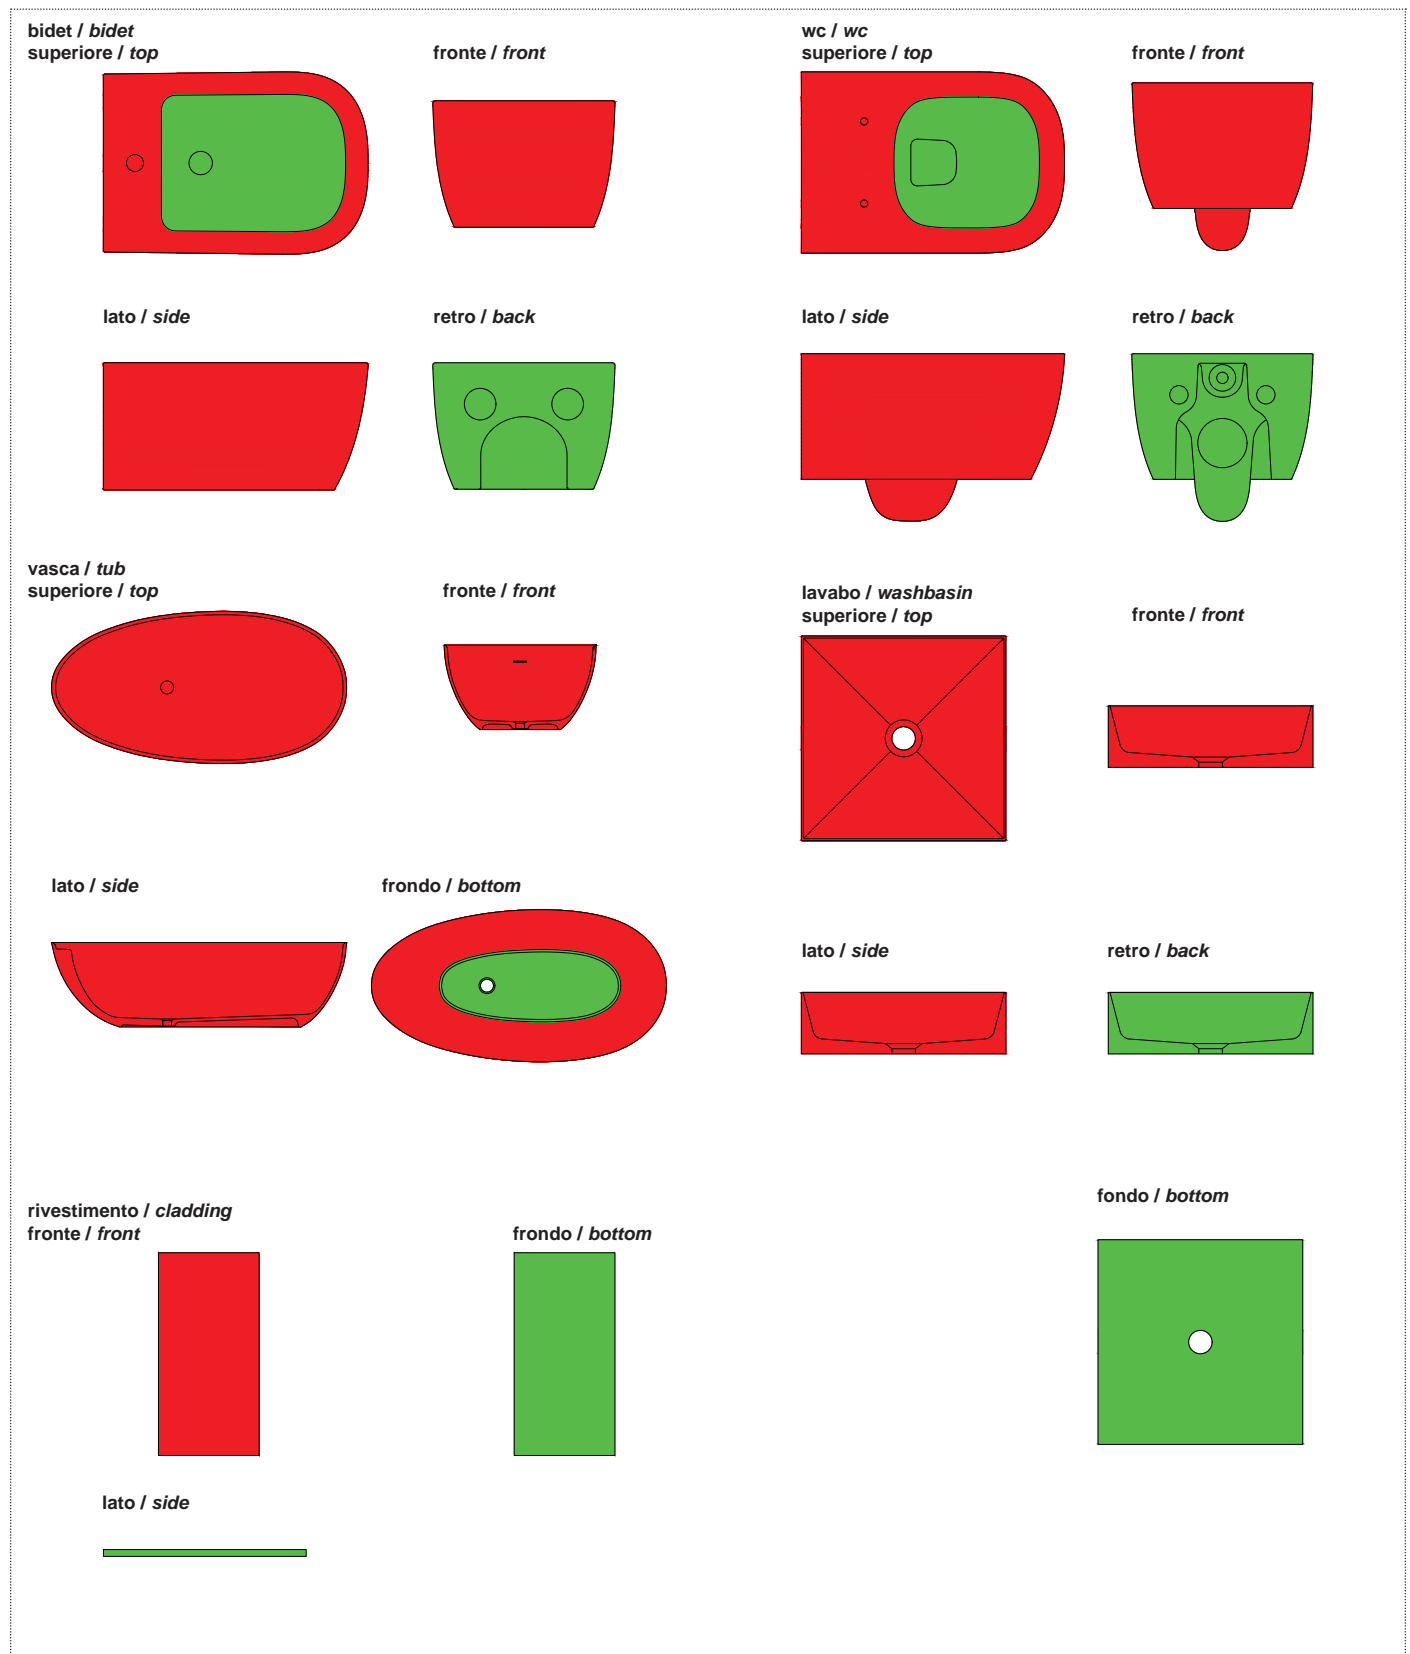 bidet / bidet
superiore / top
fronte / front
lato / side
retro / back
wc / wc
superiore / top
fronte / front
lato / side
retro / back
vasca / tub
superiore / top
fronte / front
lato / side
frondo / bottom
lavabo / washbasin
superiore / top
fronte / front
lato / side
retro / back
fondo / bottom
rivestimento / cladding
fronte / front
frondo / bottom
lato / side